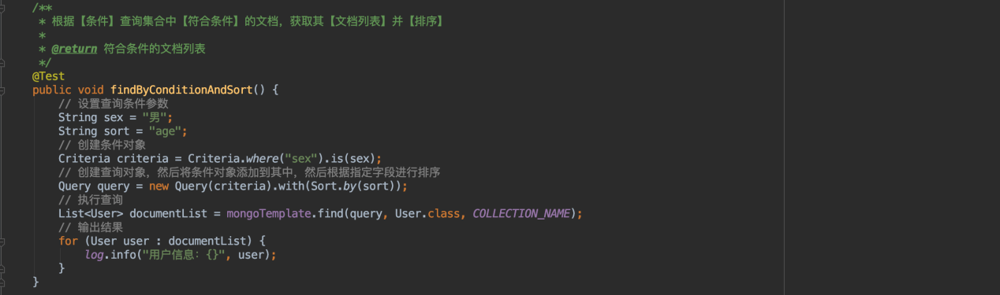 /**
 * 根据【条件】查询集合中【符合条件】的文档，获取其【文档列表】并【排序】
 *
 * @return 符合条件的文档列表
 */
@Test
public void findByConditionAndSort() {
    // 设置查询条件参数
    String sex = "男";
    String sort = "age";
    // 创建条件对象
    Criteria criteria = Criteria.where("sex").is(sex);
    // 创建查询对象，然后将条件对象添加到其中，然后根据指定字段进行排序
    Query query = new Query(criteria).with(Sort.by(sort));
    // 执行查询
    List<User> documentList = mongoTemplate.find(query, User.class, COLLECTION_NAME);
    // 输出结果
    for (User user : documentList) {
        log.info("用户信息：{}", user);
    }
}